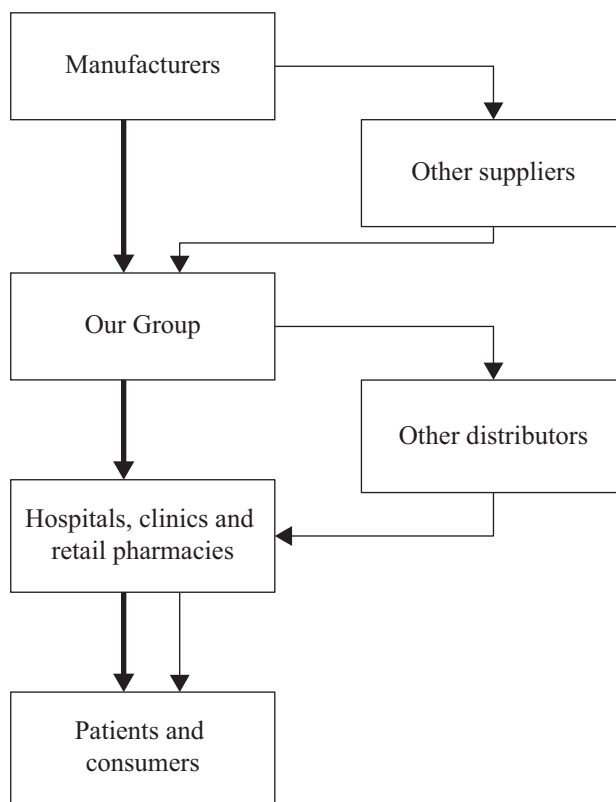 Manufacturers
Other suppliers
Our Group
Other distributors
Hospitals, clinics and
retail pharmacies
Patients and
consumers